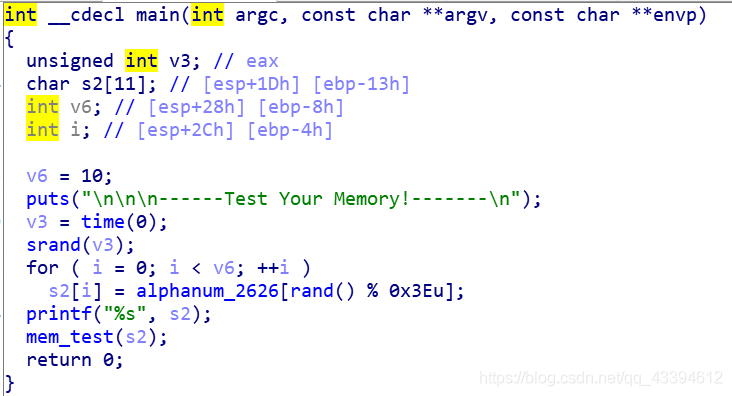 int __cdecl main(int argc, const char **argv, const char **envp)
{
  unsigned int v3; // eax
  char s2[11]; // [esp+1Dh] [ebp-13h]
  int v6; // [esp+28h] [ebp-8h]
  int i; // [esp+2Ch] [ebp-4h]

  v6 = 10;
  puts("\n\n\n------Test Your Memory!-------\n");
  v3 = time(0);
  srand(v3);
  for ( i = 0; i < v6; ++i )
    s2[i] = alphanum_2626[rand() % 0x3Eu];
  printf("%s", s2);
  mem_test(s2);
  return 0;
}
https://blog.csdn.net/qq_43394612